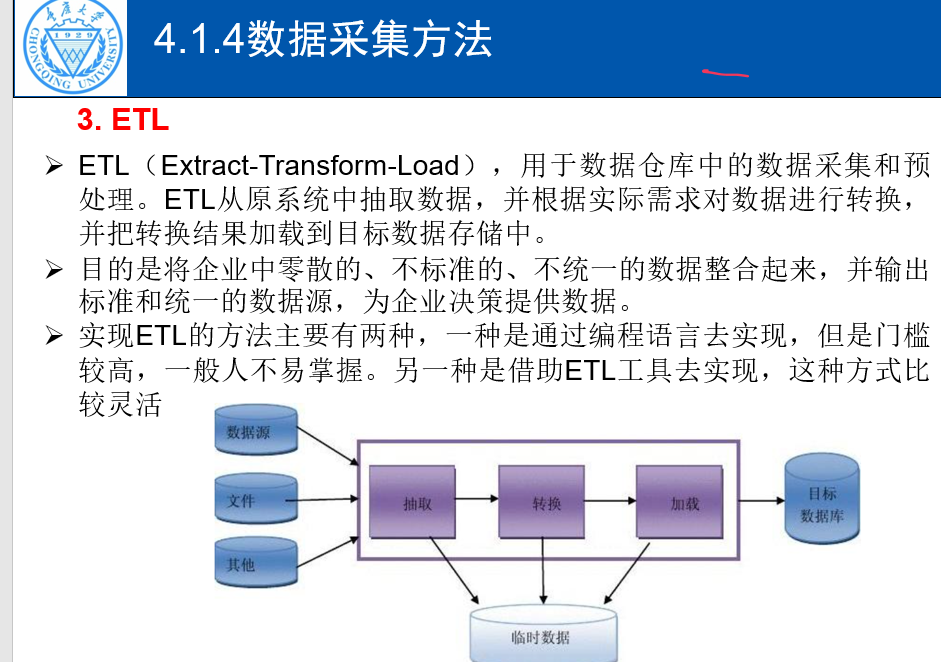 重庆大学
1929
CHONGQING UNIVERSITY
4.1.4数据采集方法
3. ETL
➢ ETL（Extract-Transform-Load），用于数据仓库中的数据采集和预
处理。ETL从原系统中抽取数据，并根据实际需求对数据进行转换，
并把转换结果加载到目标数据存储中。
➢ 目的是将企业中零散的、不标准的、不统一的数据整合起来，并输出
标准和统一的数据源，为企业决策提供数据。
➢ 实现ETL的方法主要有两种，一种是通过编程语言去实现，但是门槛
较高，一般人不易掌握。另一种是借助ETL工具去实现，这种方式比
较灵活
数据源
文件
其他
抽取
转换
加载
目标
数据库
临时数据